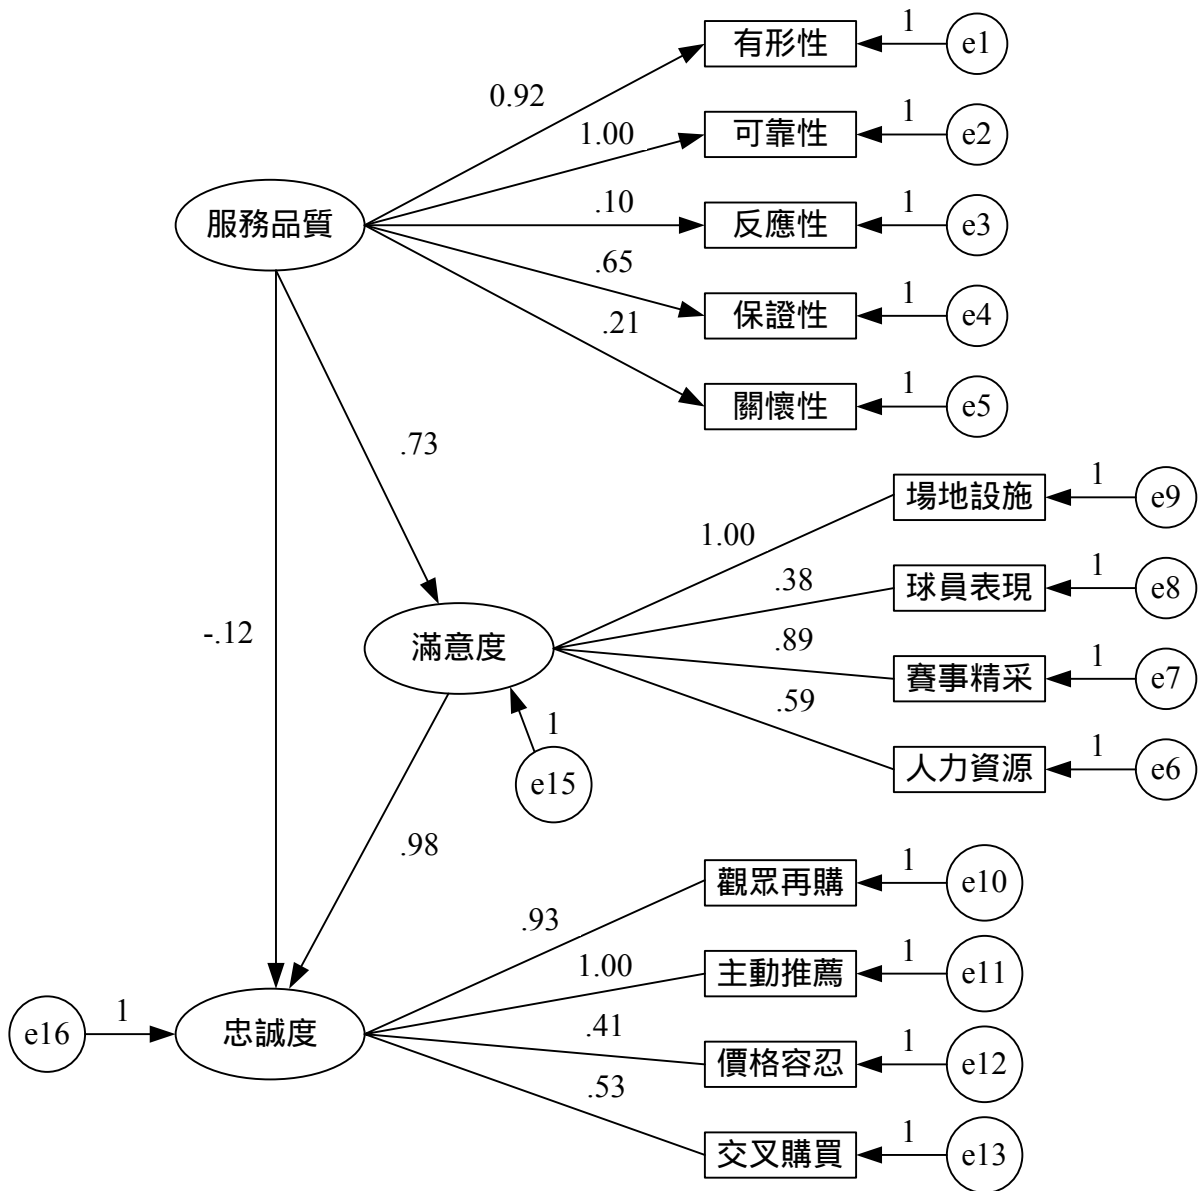 有形性
1
e1
0.92
可靠性
1
e2
1.00
服務品質
反應性
1
e3
.10
保證性
1
e4
.65
關懷性
1
e5
.21
.73
-.12
場地設施
1
e9
1.00
球員表現
1
e8
.38
滿意度
賽事精采
1
e7
.89
人力資源
1
e6
.59
1
e15
.98
觀眾再購
1
e10
.93
主動推薦
1
e11
1.00
e16
1
忠誠度
價格容忍
1
e12
.41
交叉購買
1
e13
.53